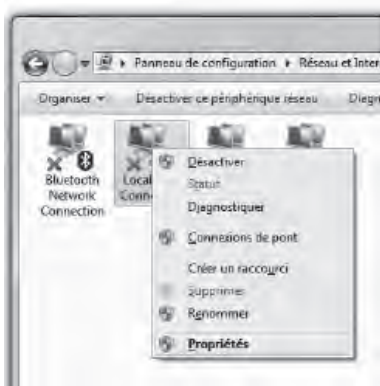 Panneau de configuration ▸ Réseau et Inter
Organiser ▾ Désactiver ce périphérique réseau Diagn
Bluetooth
Network
Connection
Local
Conn
Désactiver
Statut
Diagnostiquer
Connexions de pont
Créer un raccourci
Supprimer
Renommer
Propriétés